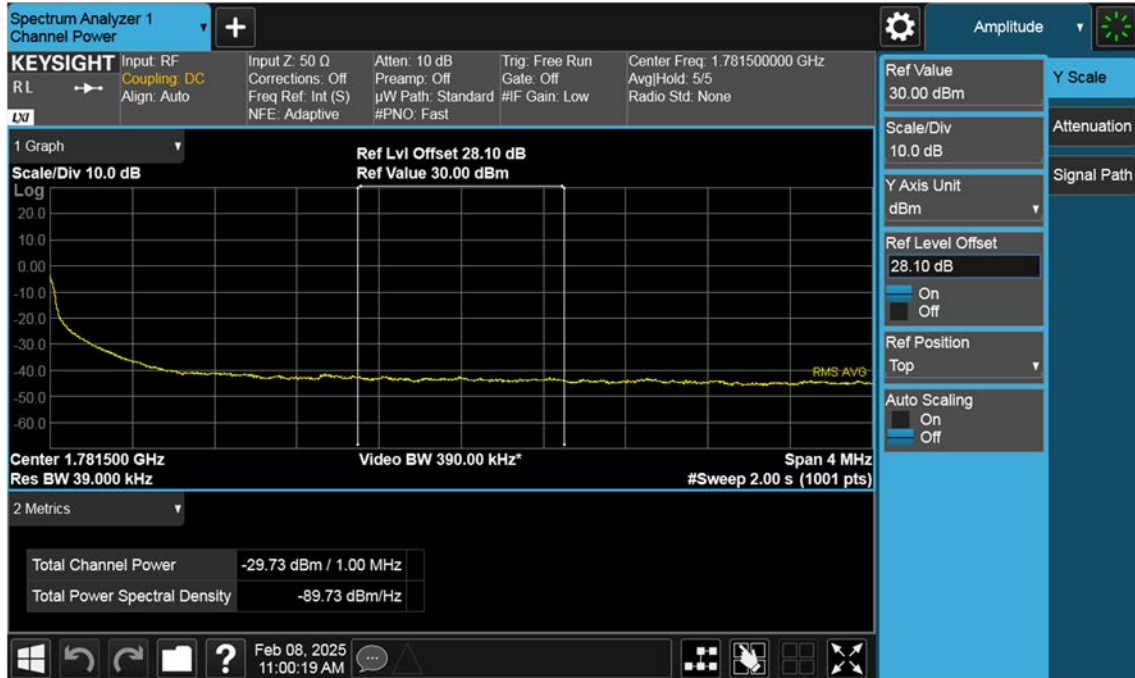 Spectrum Analyzer 1
Channel Power
Amplitude
KEYSIGHT
R L
LXI
Input: RF
Coupling: DC
Align: Auto
Input Z: 50 Ω
Corrections: Off
Freq Ref: Int (S)
NFE: Adaptive
Atten: 10 dB
Preamp: Off
µW Path: Standard
#PNO: Fast
Trig: Free Run
Gate: Off
#IF Gain: Low
Center Freq: 1.781500000 GHz
Avg|Hold: 5/5
Radio Std: None
1 Graph
Scale/Div 10.0 dB
Ref Lvl Offset 28.10 dB
Ref Value 30.00 dBm
Log
20.0
10.0
0.00
-10.0
-20.0
-30.0
-40.0
-50.0
-60.0
RMS AVG
Center 1.781500 GHz
Video BW 390.00 kHz*
Span 4 MHz
Res BW 39.000 kHz
#Sweep 2.00 s (1001 pts)
2 Metrics
Total Channel Power -29.73 dBm / 1.00 MHz
Total Power Spectral Density -89.73 dBm/Hz
Feb 08, 2025
11:00:19 AM
Ref Value
30.00 dBm
Scale/Div
10.0 dB
Y Axis Unit
dBm
Ref Level Offset
28.10 dB
On
Off
Ref Position
Top
Auto Scaling
On
Off
Y Scale
Attenuation
Signal Path